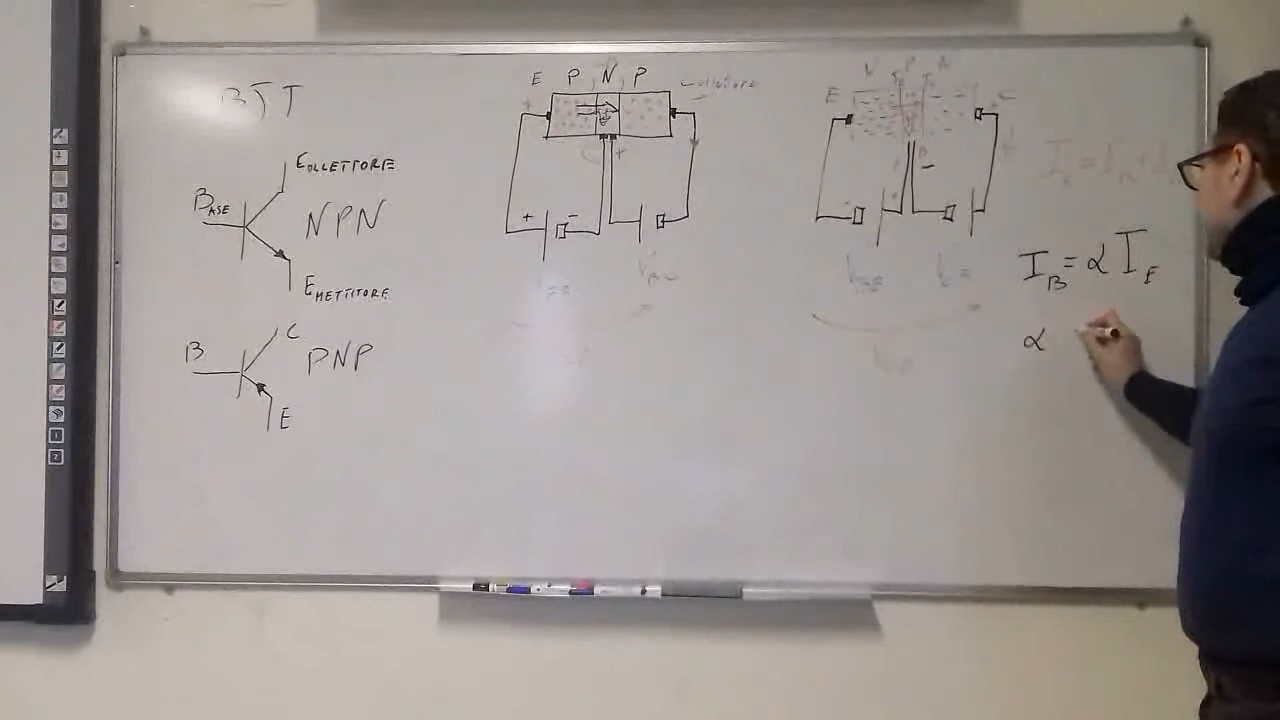 BJT
COLLETTORE
BASE
NPN
EMETTITORE
B
C
PNP
E
E P N P Collettore
+
+
+ -
N P N
E
C
-
I_B = α I_E
α